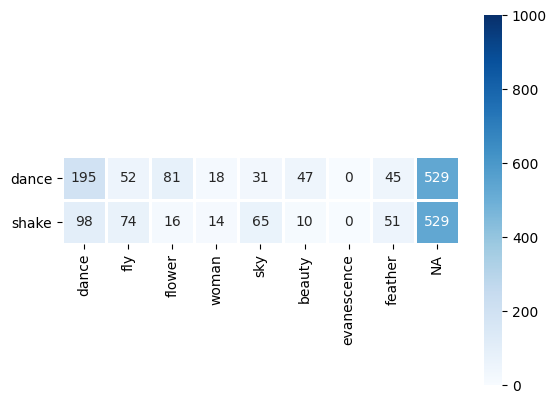 1000
800
600
400
200
0
dance 195 52 81 18 31 47 0 45 529
shake 98 74 16 14 65 10 0 51 529
dance fly flower woman sky beauty evanescence feather NA